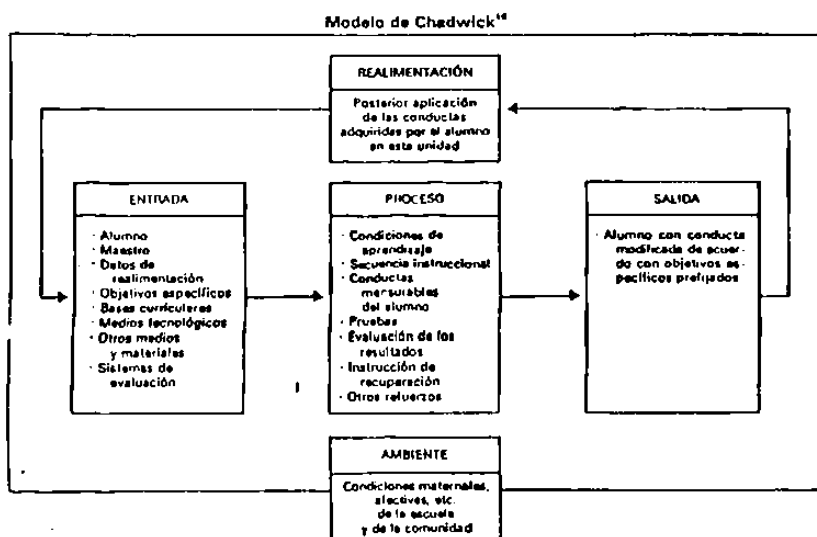 Modelo de Chadwick¹⁶
REALIMENTACIÓN
Posterior aplicación
de las conductas
adquiridas por el alumno
en esta unidad
ENTRADA
· Alumno
· Maestro
· Datos de
realimentación
· Objetivos específicos
· Bases curriculares
· Medios tecnológicos
· Otros medios
y materiales
· Sistemas de
evaluación
PROCESO
· Condiciones de
aprendizaje
· Secuencia instruccional
· Conductas
mensurables
del alumno
· Pruebas
· Evaluación de los
resultados
· Instrucción de
recuperación
· Otros refuerzos
SALIDA
· Alumno con conducta
modificada de acuer-
do con objetivos es-
pecíficos prefijados
AMBIENTE
Condiciones materiales,
afectivas, etc.
de la escuela
y de la comunidad